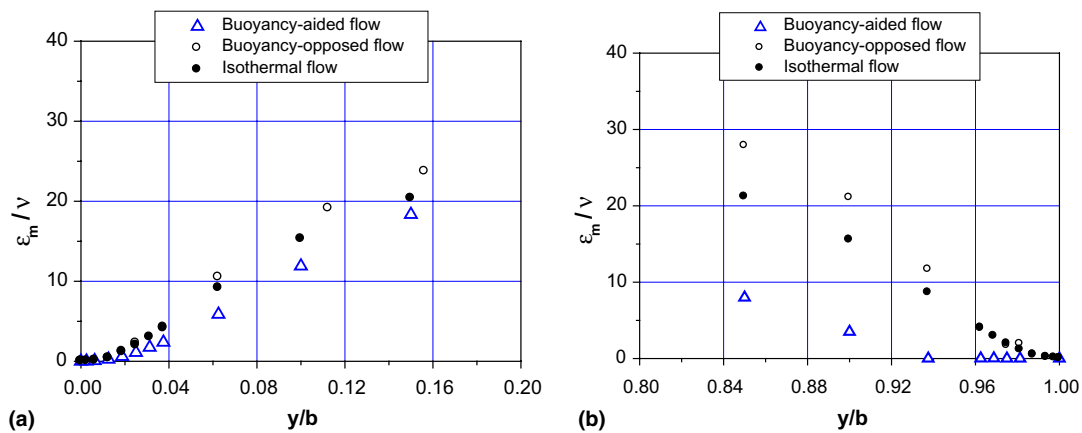 Buoyancy-aided flow
Buoyancy-opposed flow
Isothermal flow
40
30
20
10
0
0.00 0.04 0.08 0.12 0.16 0.20
εm / ν
y/b
(a)
Buoyancy-aided flow
Buoyancy-opposed flow
Isothermal flow
40
30
20
10
0
0.80 0.84 0.88 0.92 0.96 1.00
εm / ν
y/b
(b)